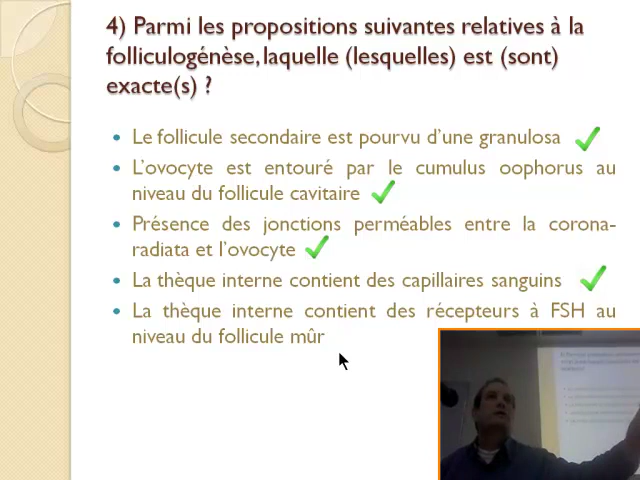 4) Parmi les propositions suivantes relatives à la
folliculogénèse, laquelle (lesquelles) est (sont)
exacte(s) ?
Le follicule secondaire est pourvu d'une granulosa
L'ovocyte est entouré par le cumulus oophorus au
niveau du follicule cavitaire
Présence des jonctions perméables entre la corona-
radiata et l'ovocyte
La thèque interne contient des capillaires sanguins
La thèque interne contient des récepteurs à FSH au
niveau du follicule mûr